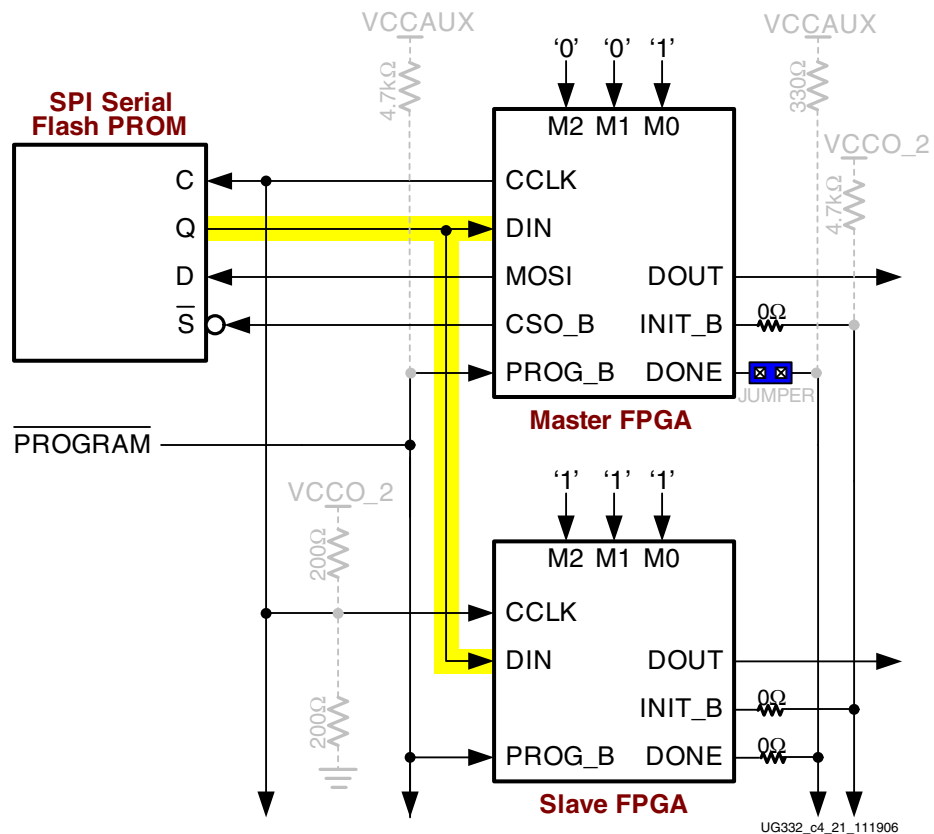 VCCAUX
4.7kΩ
‘0’ ‘0’ ‘1’
VCCAUX
330Ω
VCCO_2
4.7kΩ
SPI Serial
Flash PROM
C
Q
D
S
M2 M1 M0
CCLK
DIN
MOSI
CSO_B
PROG_B
DOUT
INIT_B
DONE
0Ω
JUMPER
Master FPGA
PROGRAM
VCCO_2
200Ω
200Ω
‘1’ ‘1’ ‘1’
M2 M1 M0
CCLK
DIN
PROG_B
DOUT
INIT_B
DONE
0Ω
0Ω
Slave FPGA
UG332_c4_21_111906